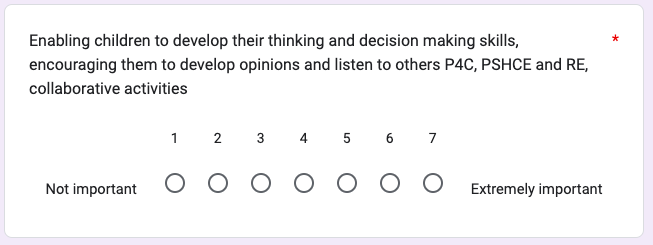 Enabling children to develop their thinking and decision making skills, *
encouraging them to develop opinions and listen to others P4C, PSHCE and RE,
collaborative activities
1 2 3 4 5 6 7
Not important Extremely important